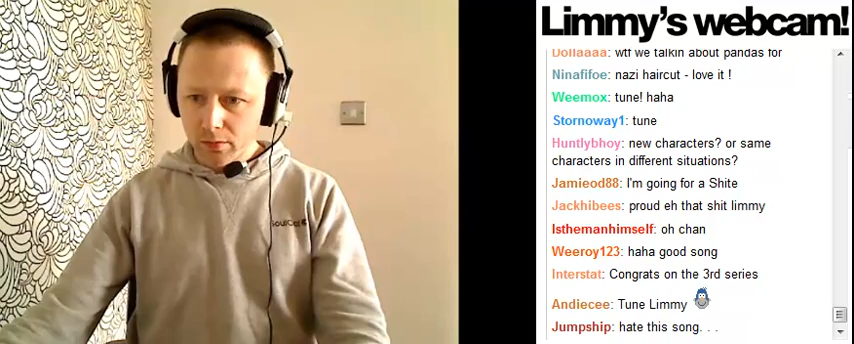 Limmy's webcam!
Dollaaaa: wtf we talkin about pandas for
Ninafifoe: nazi haircut - love it !
Weemox: tune! haha
Stornoway1: tune
Huntlybhoy: new characters? or same
characters in different situations?
Jamieod88: I'm going for a Shite
Jackhibees: proud eh that shit limmy
Isthemanhimself: oh chan
Weeroy123: haha good song
Interstat: Congrats on the 3rd series
Andiecee: Tune Limmy
Jumpship: hate this song. . .